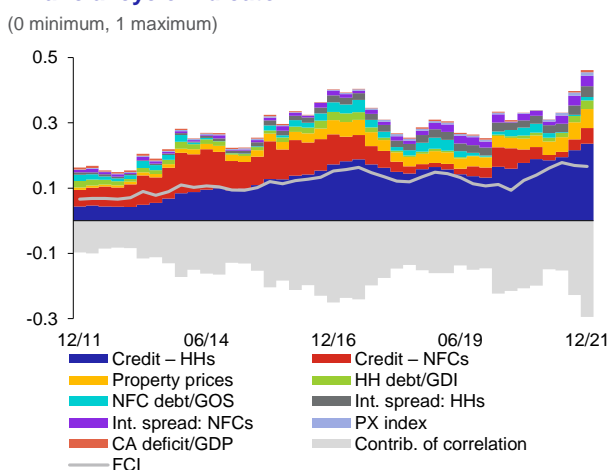 (0 minimum, 1 maximum)
0.5
0.3
0.1
-0.1
-0.3
12/11 06/14 12/16 06/19 12/21
Credit – HHs Credit – NFCs
Property prices HH debt/GDI
NFC debt/GOS Int. spread: HHs
Int. spread: NFCs PX index
CA deficit/GDP Contrib. of correlation
FCI